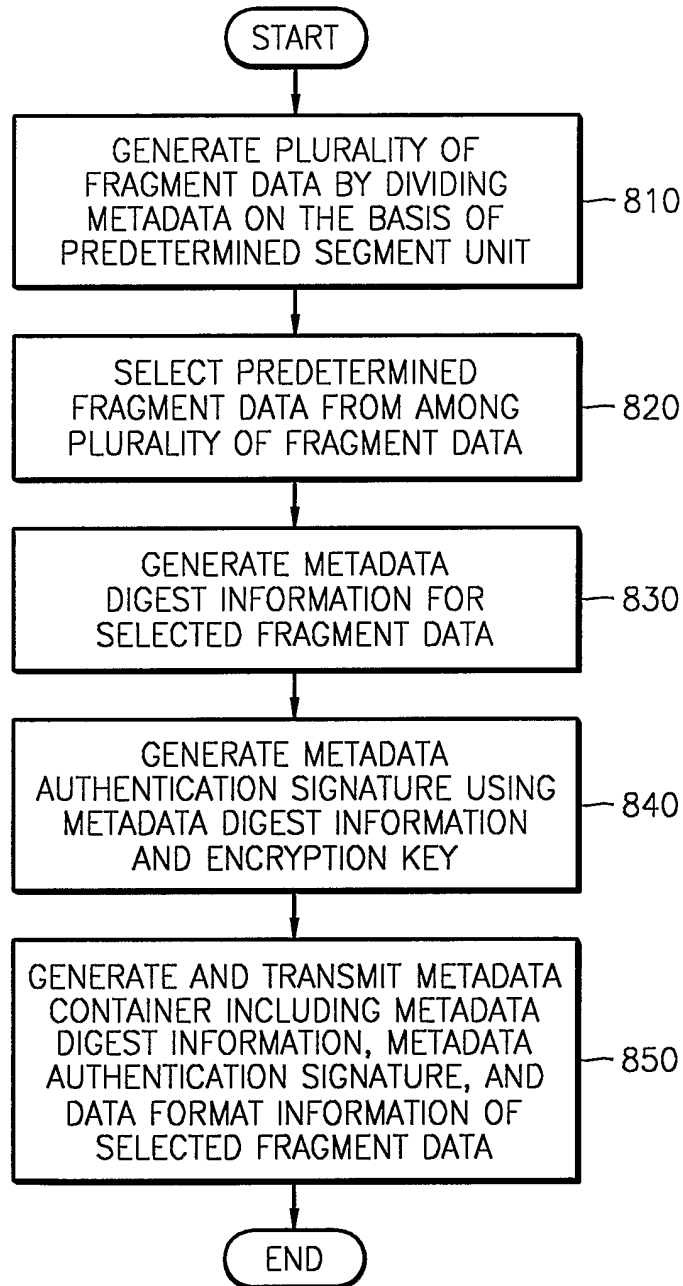 START
GENERATE PLURALITY OF
FRAGMENT DATA BY DIVIDING
METADATA ON THE BASIS OF
PREDETERMINED SEGMENT UNIT
810
SELECT PREDETERMINED
FRAGMENT DATA FROM AMONG
PLURALITY OF FRAGMENT DATA
820
GENERATE METADATA
DIGEST INFORMATION FOR
SELECTED FRAGMENT DATA
830
GENERATE METADATA
AUTHENTICATION SIGNATURE USING
METADATA DIGEST INFORMATION
AND ENCRYPTION KEY
840
GENERATE AND TRANSMIT METADATA
CONTAINER INCLUDING METADATA
DIGEST INFORMATION, METADATA
AUTHENTICATION SIGNATURE, AND
DATA FORMAT INFORMATION OF
SELECTED FRAGMENT DATA
850
END